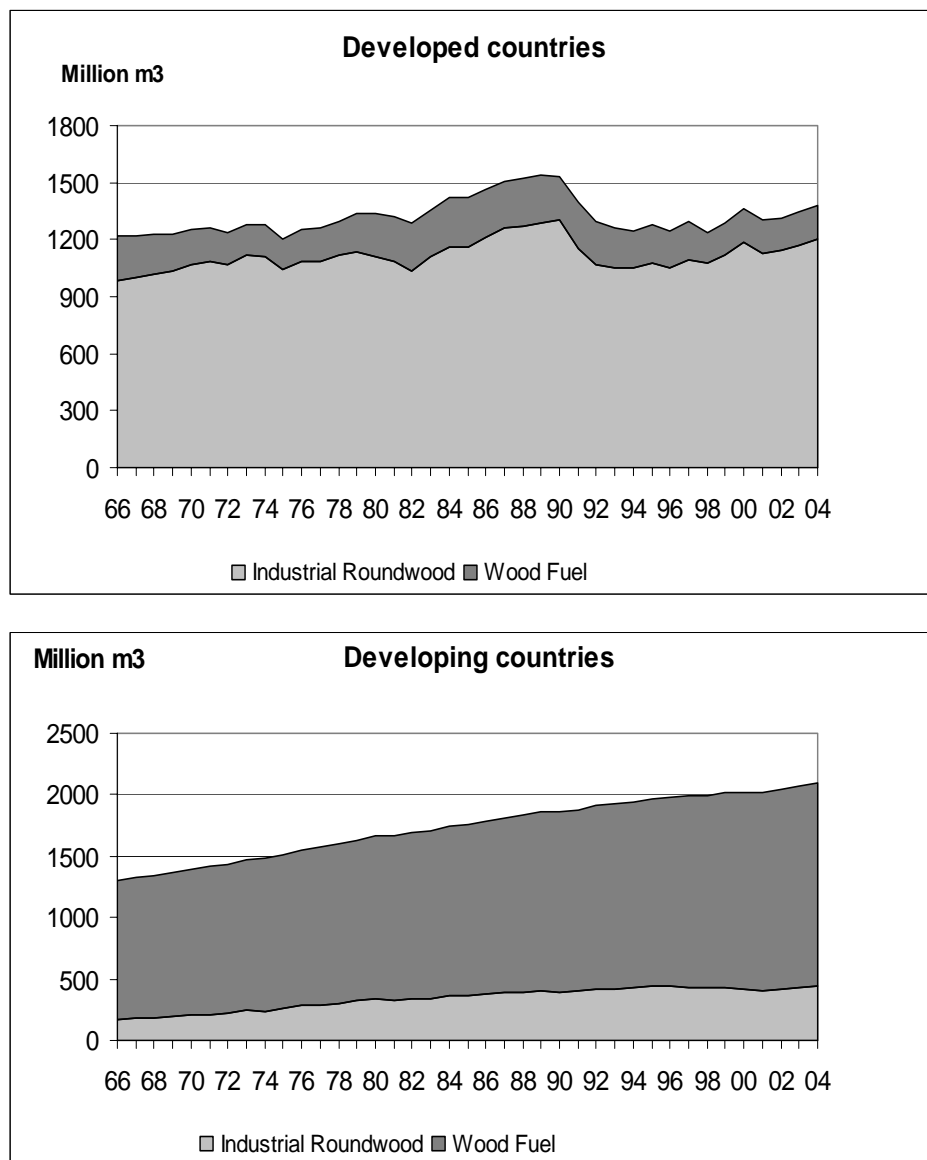 Developed countries
Million m3
1800
1500
1200
900
600
300
0
66 68 70 72 74 76 78 80 82 84 86 88 90 92 94 96 98 00 02 04
Industrial Roundwood Wood Fuel
Million m3 Developing countries
2500
2000
1500
1000
500
0
66 68 70 72 74 76 78 80 82 84 86 88 90 92 94 96 98 00 02 04
Industrial Roundwood Wood Fuel